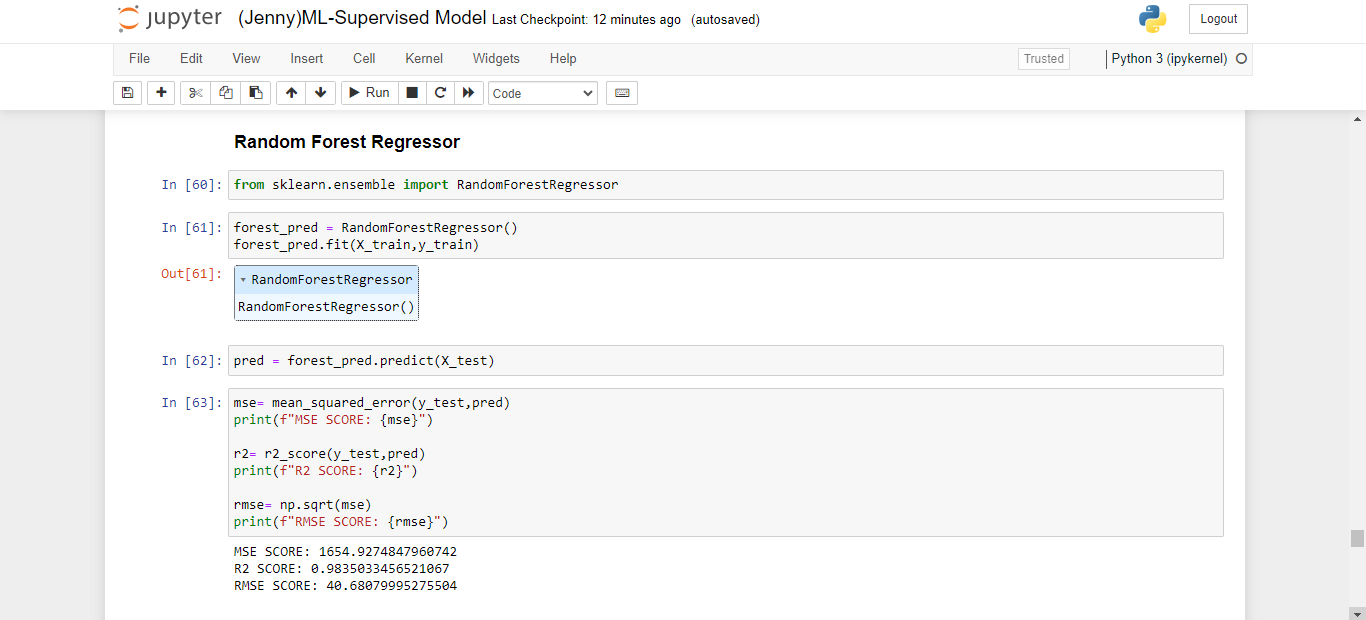 jupyter (Jenny)ML-Supervised Model Last Checkpoint: 12 minutes ago (autosaved) Logout
File Edit View Insert Cell Kernel Widgets Help Trusted Python 3 (ipykernel)
Run Code
Random Forest Regressor
In [60]: from sklearn.ensemble import RandomForestRegressor
In [61]: forest_pred = RandomForestRegressor()
forest_pred.fit(X_train,y_train)
Out[61]: RandomForestRegressor
RandomForestRegressor()
In [62]: pred = forest_pred.predict(X_test)
In [63]: mse= mean_squared_error(y_test,pred)
print(f"MSE SCORE: {mse}")
r2= r2_score(y_test,pred)
print(f"R2 SCORE: {r2}")
rmse= np.sqrt(mse)
print(f"RMSE SCORE: {rmse}")
MSE SCORE: 1654.9274847960742
R2 SCORE: 0.9835033456521067
RMSE SCORE: 40.68079995275504